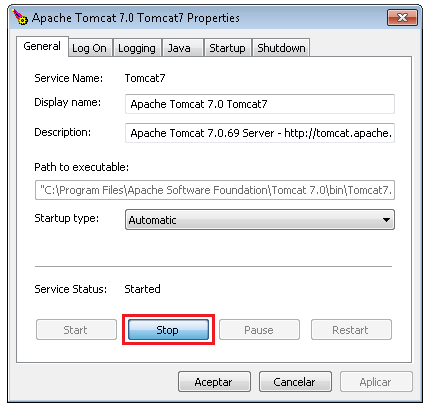 Apache Tomcat 7.0 Tomcat7 Properties
General Log On Logging Java Startup Shutdown
Service Name: Tomcat7
Display name: Apache Tomcat 7.0 Tomcat7
Description: Apache Tomcat 7.0.69 Server - http://tomcat.apache.
Path to executable:
"C:\Program Files\Apache Software Foundation\Tomcat 7.0\bin\Tomcat7.
Startup type: Automatic
Service Status: Started
Start Stop Pause Restart
Aceptar Cancelar Aplicar